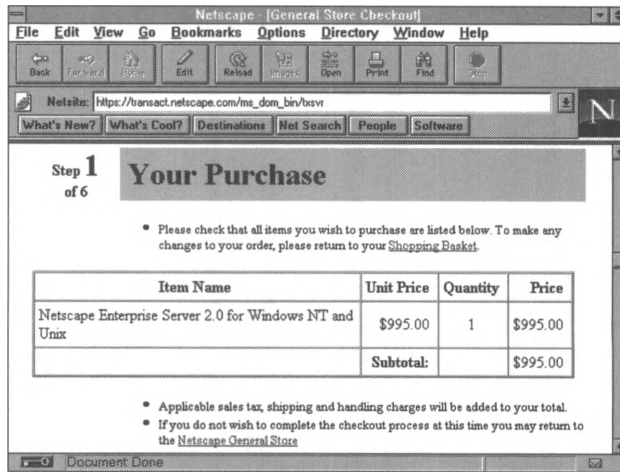 Netscape - [General Store Checkout]
File Edit View Go Bookmarks Options Directory Window Help
Back Forward Home Edit Reload Images Open Print Find Stop
Netsite: https://transact.netscape.com/ms_dom_bin/txsvr
N
What's New? What's Cool? Destinations Net Search People Software
Step 1
of 6
Your Purchase
• Please check that all items you wish to purchase are listed below. To make any
changes to your order, please return to your Shopping Basket.
Item Name Unit Price Quantity Price
Netscape Enterprise Server 2.0 for Windows NT and
Unix
$995.00 1 $995.00
Subtotal: $995.00
• Applicable sales tax, shipping and handling charges will be added to your total.
• If you do not wish to complete the checkout process at this time you may return to
the Netscape General Store
Document Done